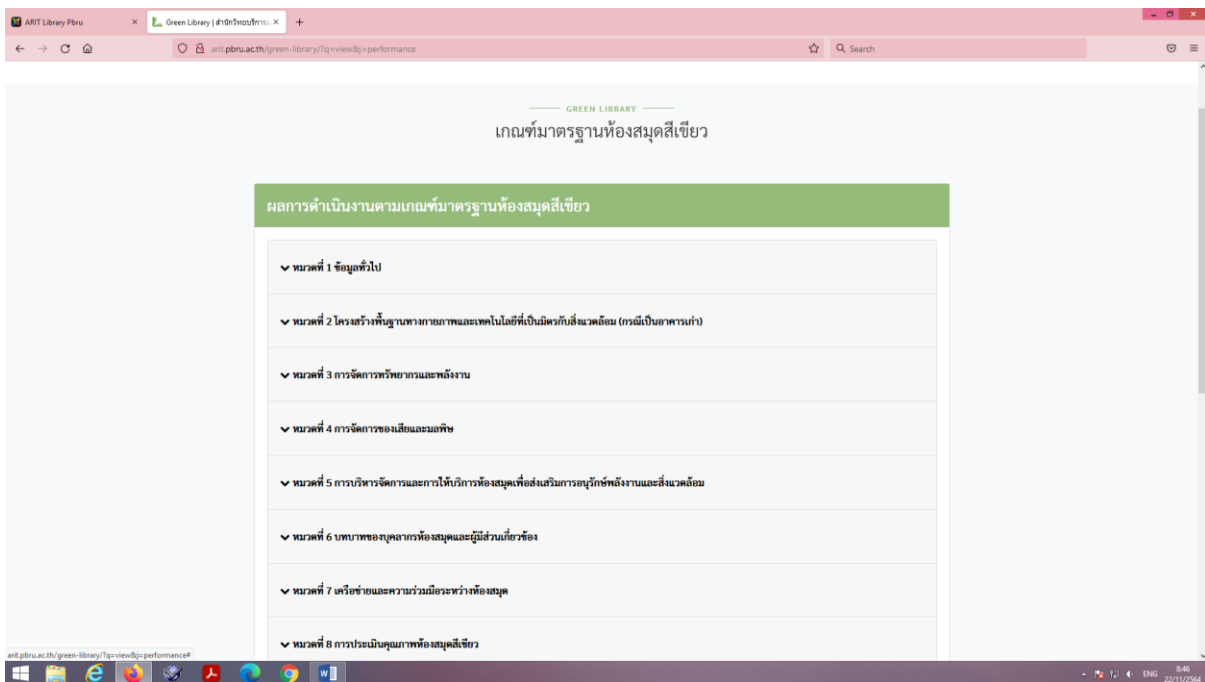 ARIT Library Pbru
Green Library | สำนักวิทยบริการ
arit.pbru.ac.th/green-library/?q=view&j=performance
Search
GREEN LIBRARY
เกณฑ์มาตรฐานห้องสมุดสีเขียว
ผลการดำเนินงานตามเกณฑ์มาตรฐานห้องสมุดสีเขียว
หมวดที่ 1 ข้อมูลทั่วไป
หมวดที่ 2 โครงสร้างพื้นฐานทางกายภาพและเทคโนโลยีที่เป็นมิตรกับสิ่งแวดล้อม (กรณีเป็นอาคารเก่า)
หมวดที่ 3 การจัดการทรัพยากรและพลังงาน
หมวดที่ 4 การจัดการของเสียและมลพิษ
หมวดที่ 5 การบริหารจัดการและการให้บริการห้องสมุดเพื่อส่งเสริมการอนุรักษ์พลังงานและสิ่งแวดล้อม
หมวดที่ 6 บทบาทของบุคลากรห้องสมุดและผู้มีส่วนเกี่ยวข้อง
หมวดที่ 7 เครือข่ายและความร่วมมือระหว่างห้องสมุด
หมวดที่ 8 การประเมินคุณภาพห้องสมุดสีเขียว
arit.pbru.ac.th/green-library/?q=view&j=performance#
ENG
8:46
22/11/2564